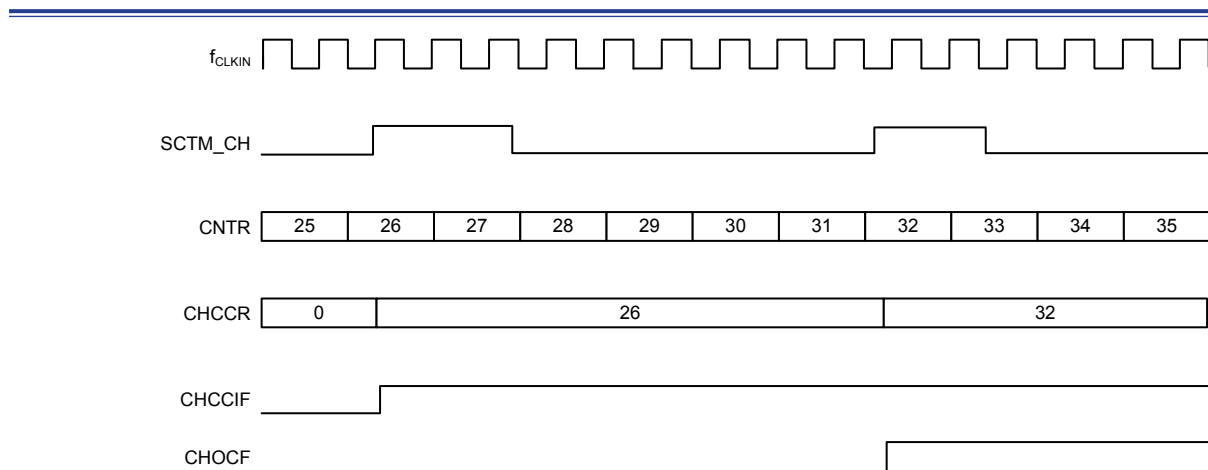 fCLKIN
SCTM_CH
CNTR 25 26 27 28 29 30 31 32 33 34 35
CHCCR 0 26 32
CHCCIF
CHOCF